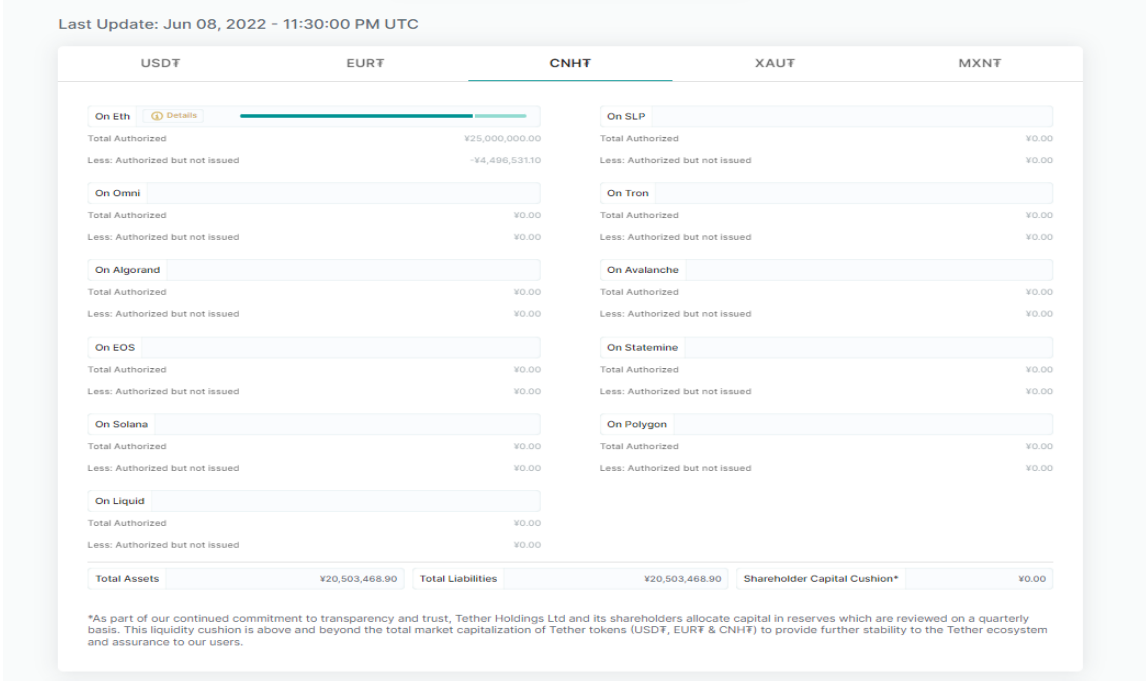 Last Update: Jun 08, 2022 - 11:30:00 PM UTC
USD₮ EUR₮ CNH₮ XAU₮ MXN₮
On Eth Details
Total Authorized ¥25,000,000.00
Less: Authorized but not issued -¥4,496,531.10
On SLP
Total Authorized ¥0.00
Less: Authorized but not issued ¥0.00
On Omni
Total Authorized ¥0.00
Less: Authorized but not issued ¥0.00
On Tron
Total Authorized ¥0.00
Less: Authorized but not issued ¥0.00
On Algorand
Total Authorized ¥0.00
Less: Authorized but not issued ¥0.00
On Avalanche
Total Authorized ¥0.00
Less: Authorized but not issued ¥0.00
On EOS
Total Authorized ¥0.00
Less: Authorized but not issued ¥0.00
On Statemine
Total Authorized ¥0.00
Less: Authorized but not issued ¥0.00
On Solana
Total Authorized ¥0.00
Less: Authorized but not issued ¥0.00
On Polygon
Total Authorized ¥0.00
Less: Authorized but not issued ¥0.00
On Liquid
Total Authorized ¥0.00
Less: Authorized but not issued ¥0.00
Total Assets ¥20,503,468.90 Total Liabilities ¥20,503,468.90 Shareholder Capital Cushion* ¥0.00
*As part of our continued commitment to transparency and trust, Tether Holdings Ltd and its shareholders allocate capital in reserves which are reviewed on a quarterly
basis. This liquidity cushion is above and beyond the total market capitalization of Tether tokens (USD₮, EUR₮ & CNH₮) to provide further stability to the Tether ecosystem
and assurance to our users.